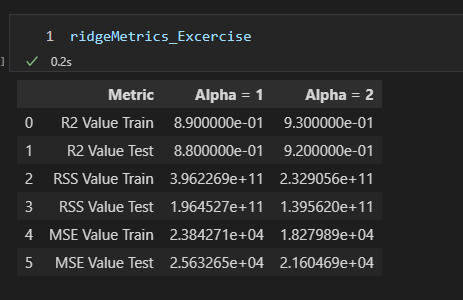 1 ridgeMetrics_Excercise
] ✓ 0.2s
Metric Alpha = 1 Alpha = 2
0 R2 Value Train 8.900000e-01 9.300000e-01
1 R2 Value Test 8.800000e-01 9.200000e-01
2 RSS Value Train 3.962269e+11 2.329056e+11
3 RSS Value Test 1.964527e+11 1.395620e+11
4 MSE Value Train 2.384271e+04 1.827989e+04
5 MSE Value Test 2.563265e+04 2.160469e+04